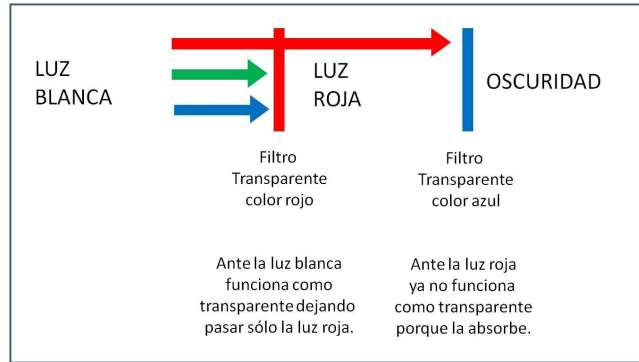 LUZ
BLANCA
LUZ
ROJA
OSCURIDAD
Filtro
Transparente
color rojo
Filtro
Transparente
color azul
Ante la luz blanca
funciona como
transparente dejando
pasar sólo la luz roja.
Ante la luz roja
ya no funciona
como transparente
porque la absorbe.